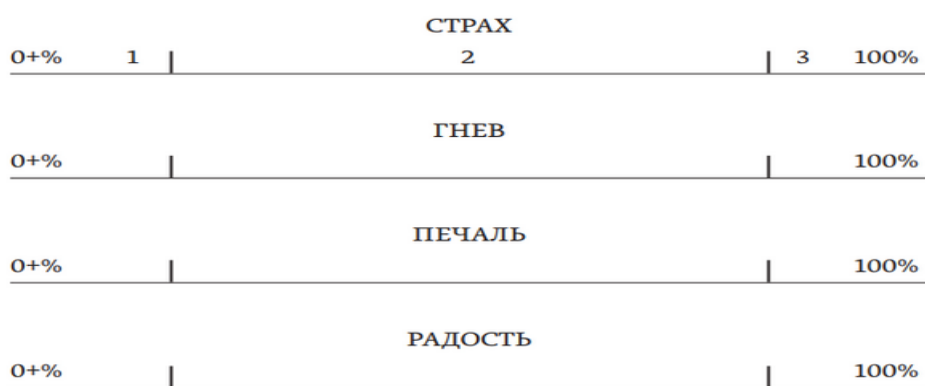 СТРАХ
0+% 1 2 3 100%
ГНЕВ
0+% 100%
ПЕЧАЛЬ
0+% 100%
РАДОСТЬ
0+% 100%